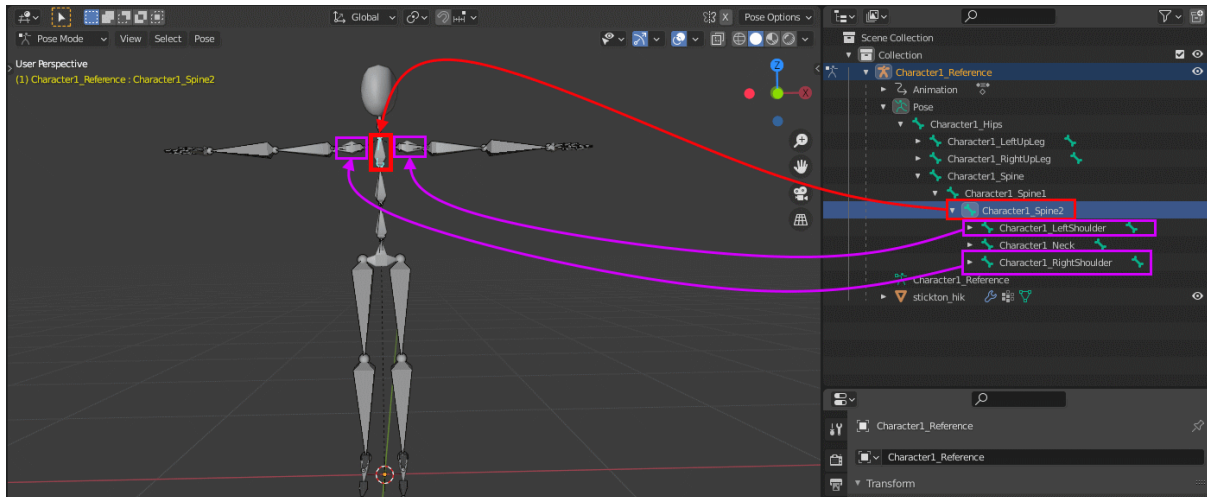 Global
X
Pose Options
Pose Mode
View
Select
Pose
User Perspective
(1) Character1_Reference : Character1_Spine2
Z
X
Scene Collection
Collection
Character1_Reference
Animation
Pose
Character1_Hips
Character1_LeftUpLeg
Character1_RightUpLeg
Character1_Spine
Character1_Spine1
Character1_Spine2
Character1_LeftShoulder
Character1_Neck
Character1_RightShoulder
Character1_Reference
stickton_hik
Character1_Reference
Character1_Reference
Transform